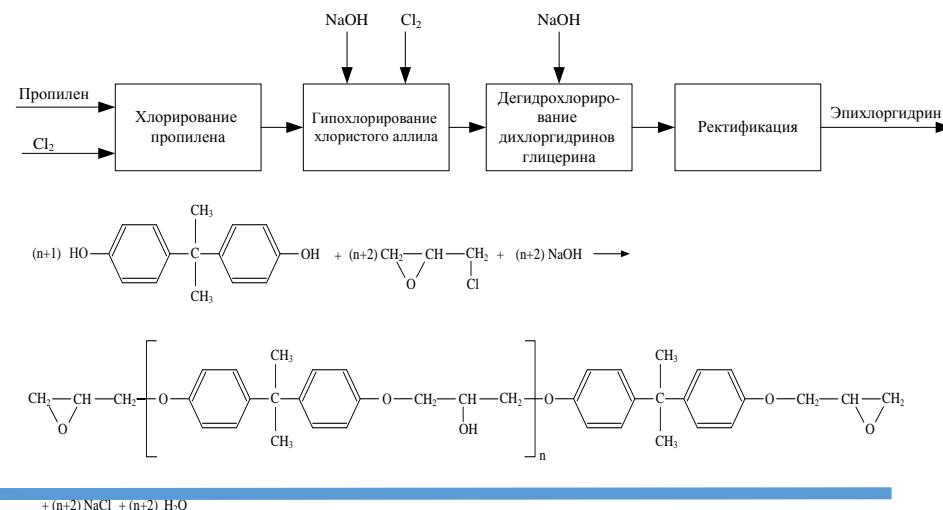 NaOH
Cl₂
NaOH
Пропилен
Cl₂
Хлорирование
пропилена
Гипохлорирование
хлористого аллила
Дегидрохлориро-
вание
дихлоргидринов
глицерина
Ректификация
Эпихлоргидрин
CH₃
(n+1) HO C OH + (n+2) CH₂ CH CH₂ + (n+2) NaOH
O Cl
CH₃
CH₃ CH₃
CH₂ CH CH₂ O C O CH₂ CH CH₂ O C O CH₂ CH CH₂
O OH O
CH₃ CH₃
n
+ (n+2) NaCl + (n+2) H₂O